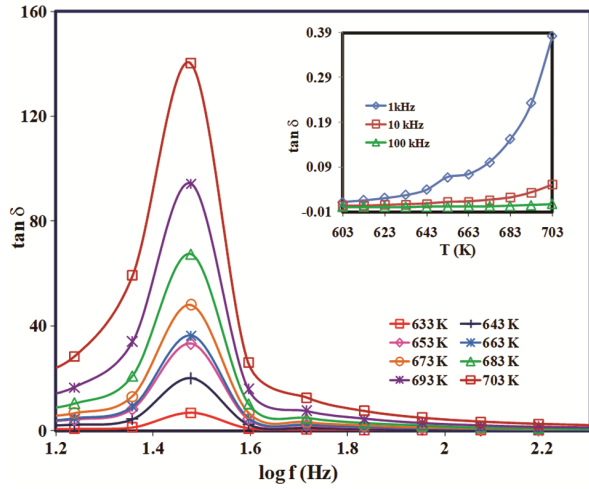 160
120
80
40
0
tan δ
1.2
1.4
1.6
1.8
2
2.2
log f (Hz)
0.39
0.29
0.19
0.09
-0.01
tan δ
1kHz
10 kHz
100 kHz
603
623
643
663
683
703
T (K)
633 K
643 K
653 K
663 K
673 K
683 K
693 K
703 K